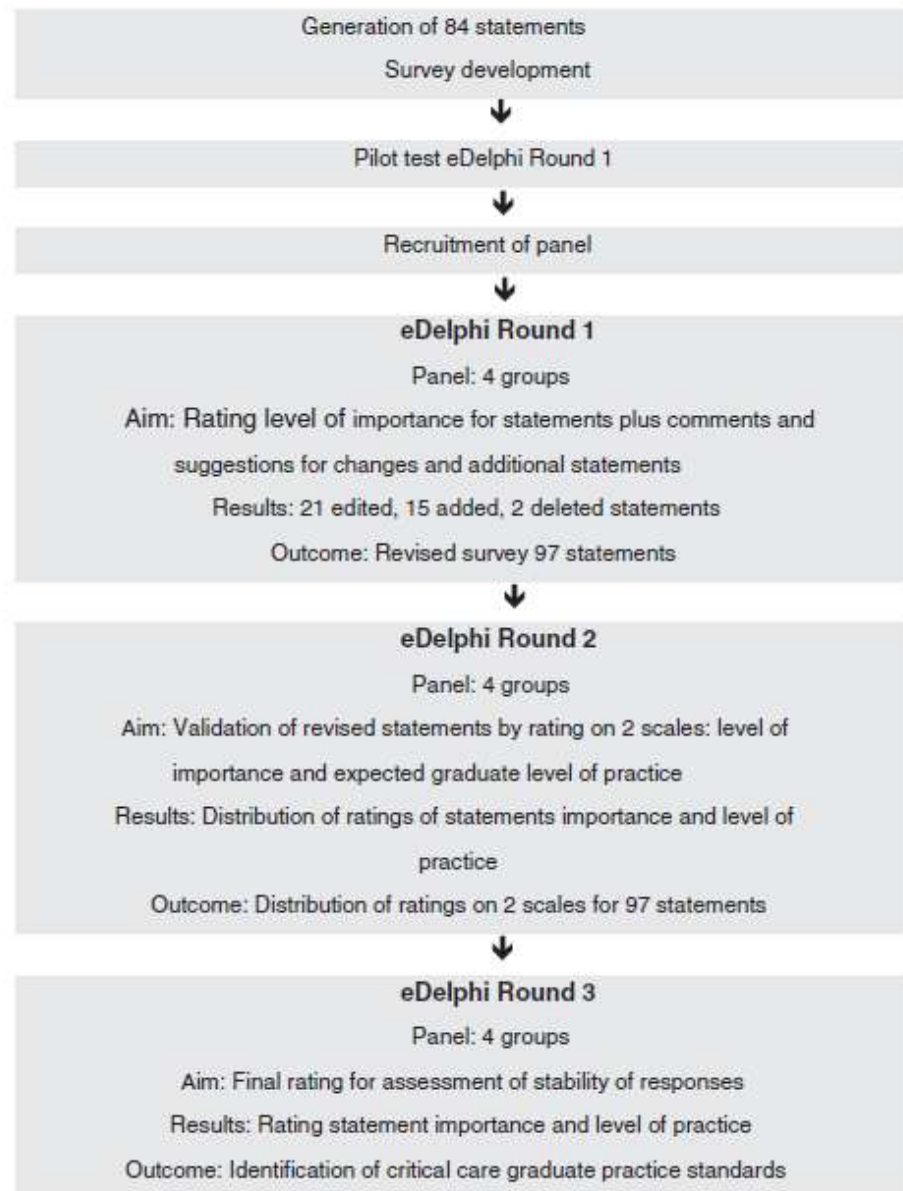 Generation of 84 statements
Survey development
Pilot test eDelphi Round 1
Recruitment of panel
eDelphi Round 1
Panel: 4 groups
Aim: Rating level of importance for statements plus comments and
suggestions for changes and additional statements
Results: 21 edited, 15 added, 2 deleted statements
Outcome: Revised survey 97 statements
eDelphi Round 2
Panel: 4 groups
Aim: Validation of revised statements by rating on 2 scales: level of
importance and expected graduate level of practice
Results: Distribution of ratings of statements importance and level of
practice
Outcome: Distribution of ratings on 2 scales for 97 statements
eDelphi Round 3
Panel: 4 groups
Aim: Final rating for assessment of stability of responses
Results: Rating statement importance and level of practice
Outcome: Identification of critical care graduate practice standards